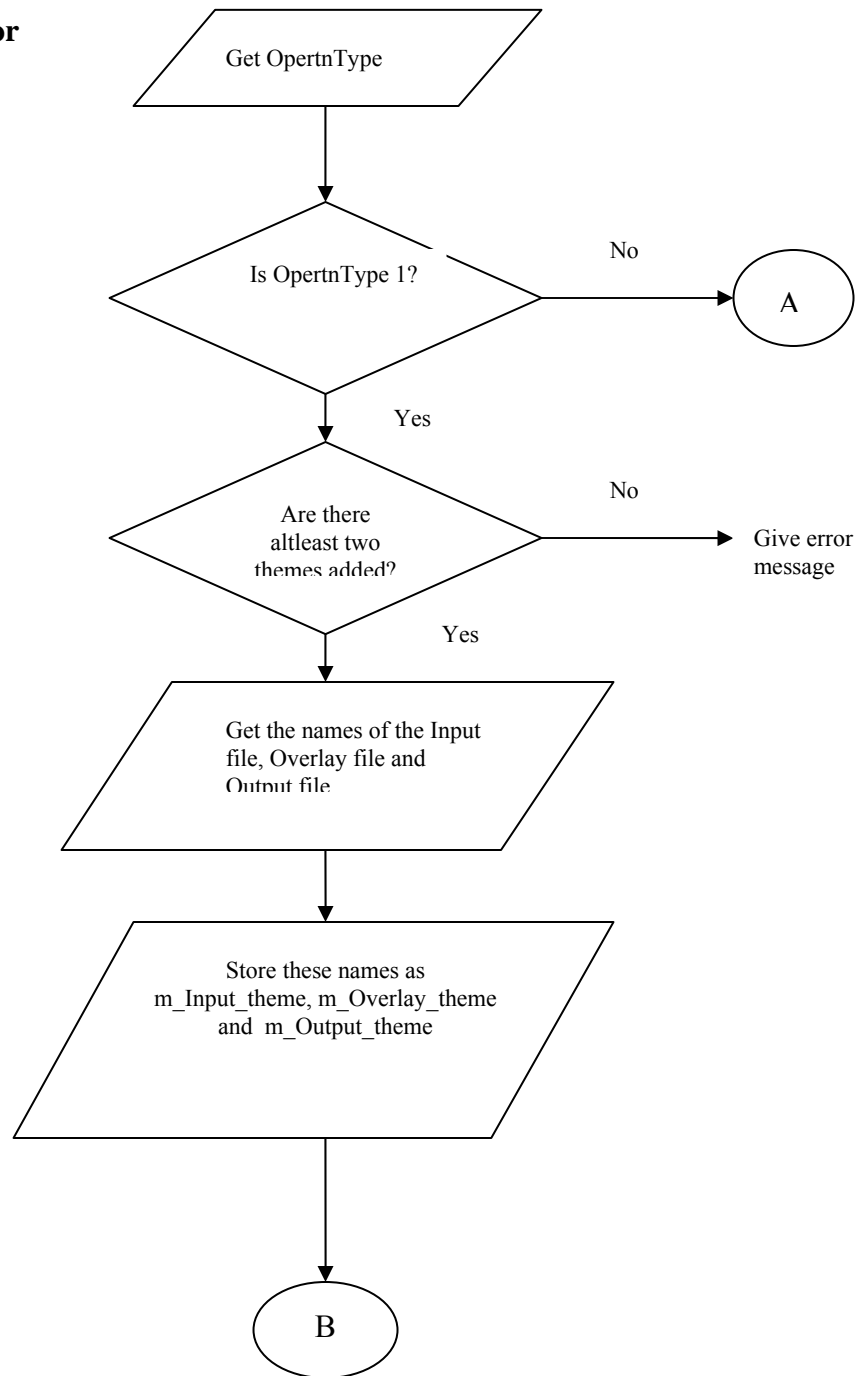 or
Get OpertnType
Is OpertnType 1?
No
A
Yes
Are there
altleast two
themes added?
No
Give error
message
Yes
Get the names of the Input
file, Overlay file and
Output file
Store these names as
m_Input_theme, m_Overlay_theme
and m_Output_theme
B